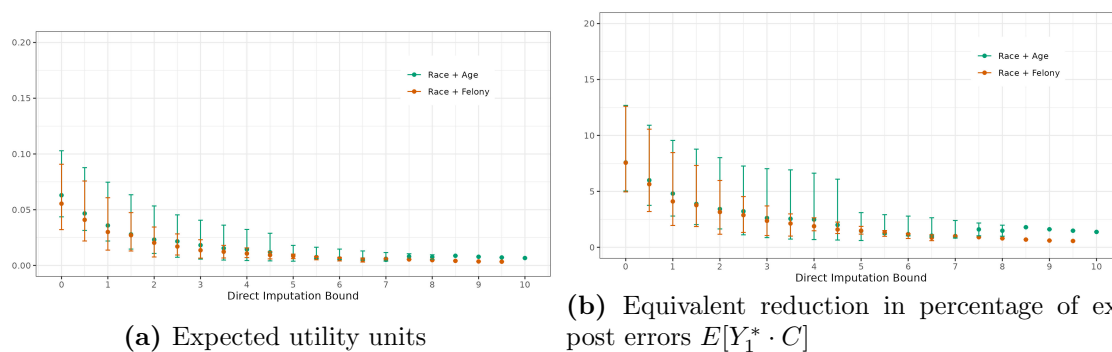 0.20
0.15
0.10
0.05
0.00
0 1 2 3 4 5 6 7 8 9 10
Direct Imputation Bound
Race + Age
Race + Felony
(a) Expected utility units
20
15
10
5
0
0 1 2 3 4 5 6 7 8 9 10
Direct Imputation Bound
Race + Age
Race + Felony
(b) Equivalent reduction in percentage of ex
post errors E[Y₁* · C]